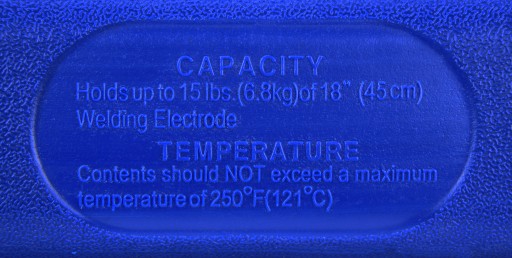 CAPACITY
Holds up to 15 lbs.(6.8kg)of 18" (45cm)
Welding Electrode
TEMPERATURE
Contents should NOT exceed a maximum
temperature of 250°F(121°C)